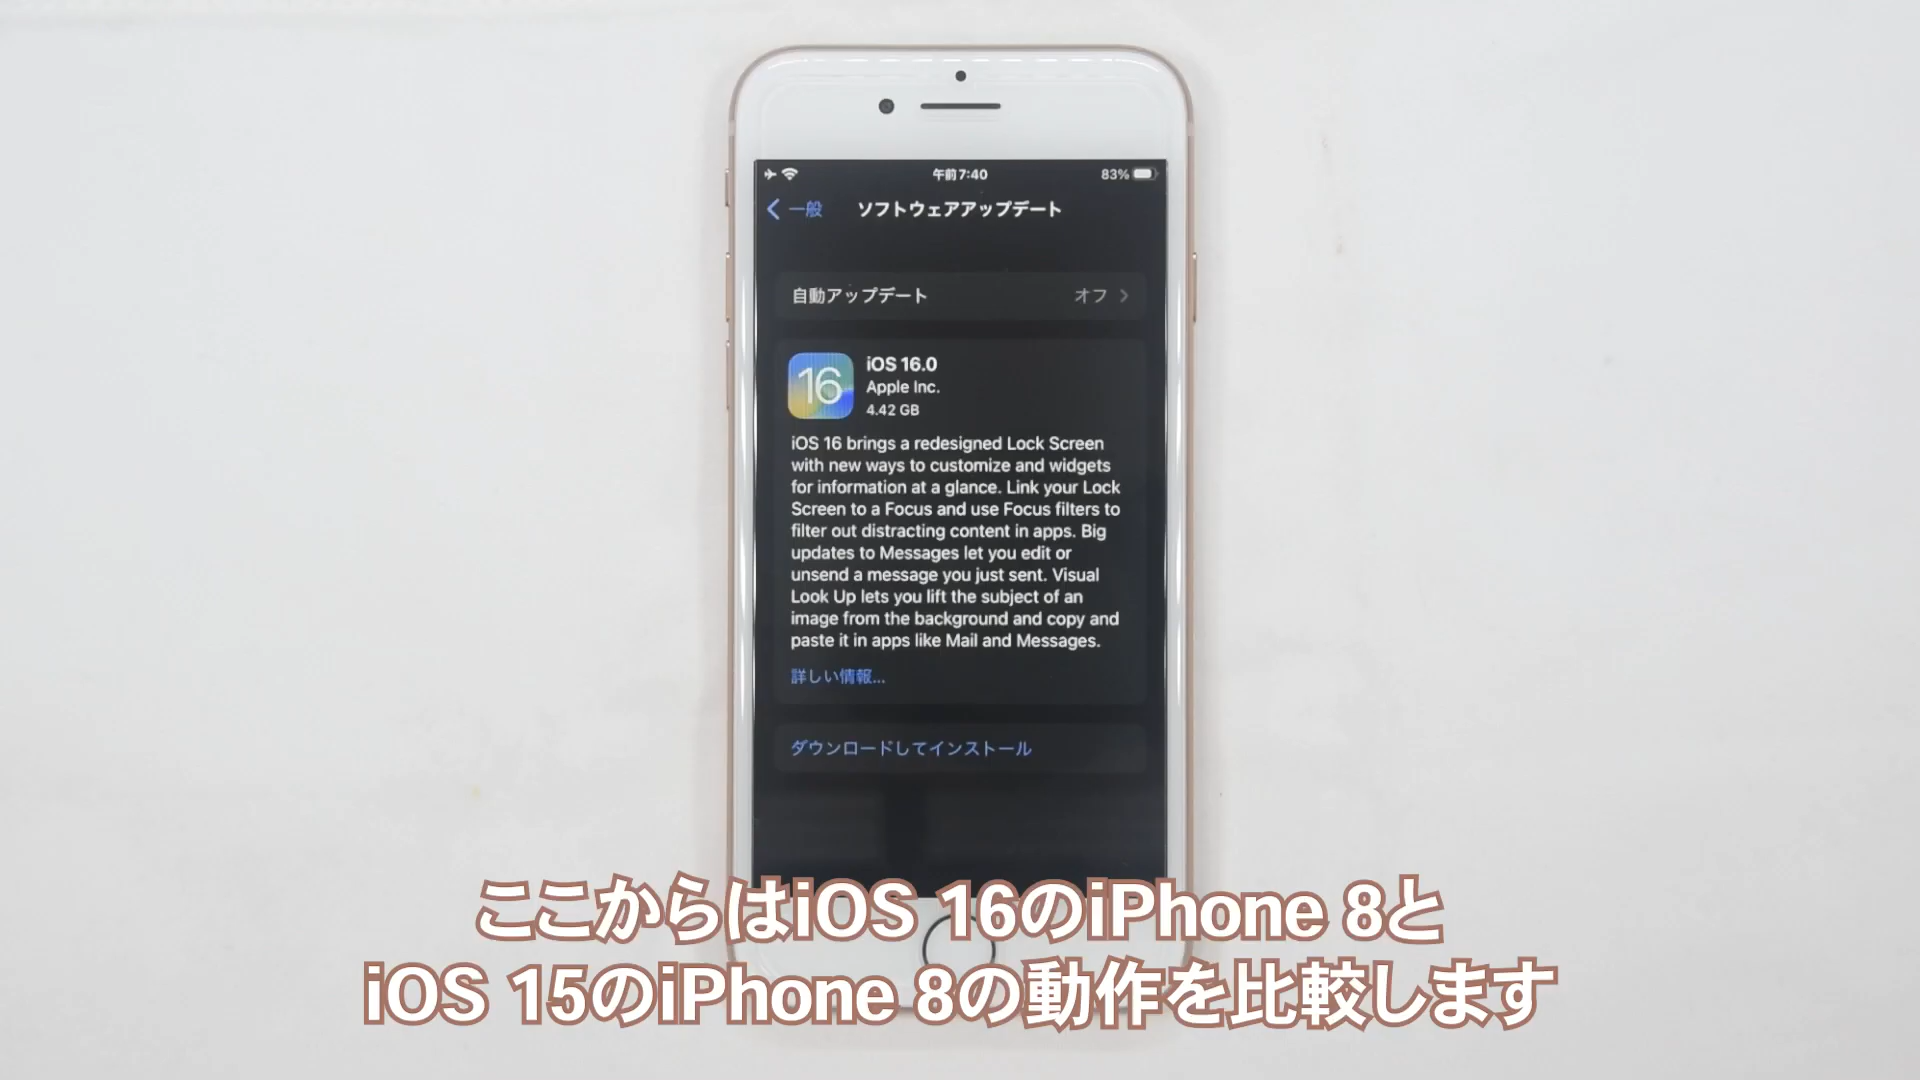 午前7:40
83%
一般
ソフトウェアアップデート
自動アップデート
オフ
16
iOS 16.0
Apple Inc.
4.42 GB
iOS 16 brings a redesigned Lock Screen
with new ways to customize and widgets
for information at a glance. Link your Lock
Screen to a Focus and use Focus filters to
filter out distracting content in apps. Big
updates to Messages let you edit or
unsend a message you just sent. Visual
Look Up lets you lift the subject of an
image from the background and copy and
paste it in apps like Mail and Messages.
詳しい情報...
ダウンロードしてインストール
ここからはiOS 16のiPhone 8と
iOS 15のiPhone 8の動作を比較します